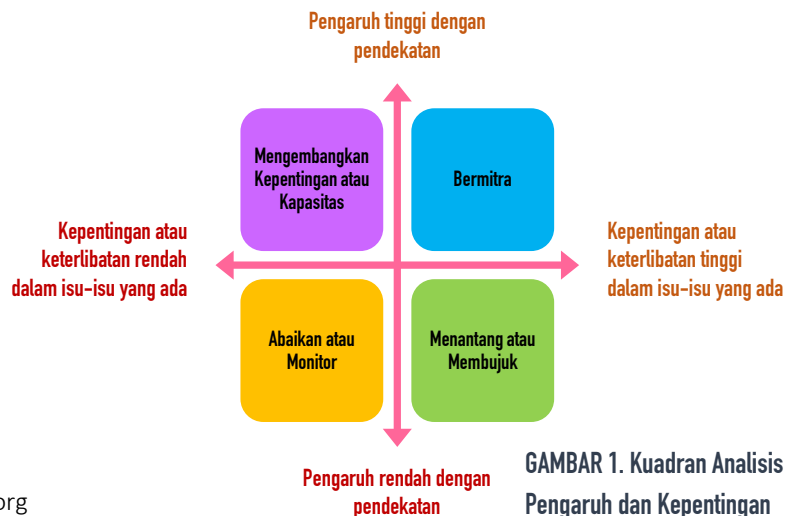 Pengaruh tinggi dengan
pendekatan
Mengembangkan
Kepentingan atau
Kapasitas
Bermitra
Kepentingan atau
keterlibatan rendah
dalam isu-isu yang ada
Kepentingan atau
keterlibatan tinggi
dalam isu-isu yang ada
Abaikan atau
Monitor
Menantang atau
Membujuk
Pengaruh rendah dengan
pendekatan
GAMBAR 1. Kuadran Analisis
Pengaruh dan Kepentingan
org